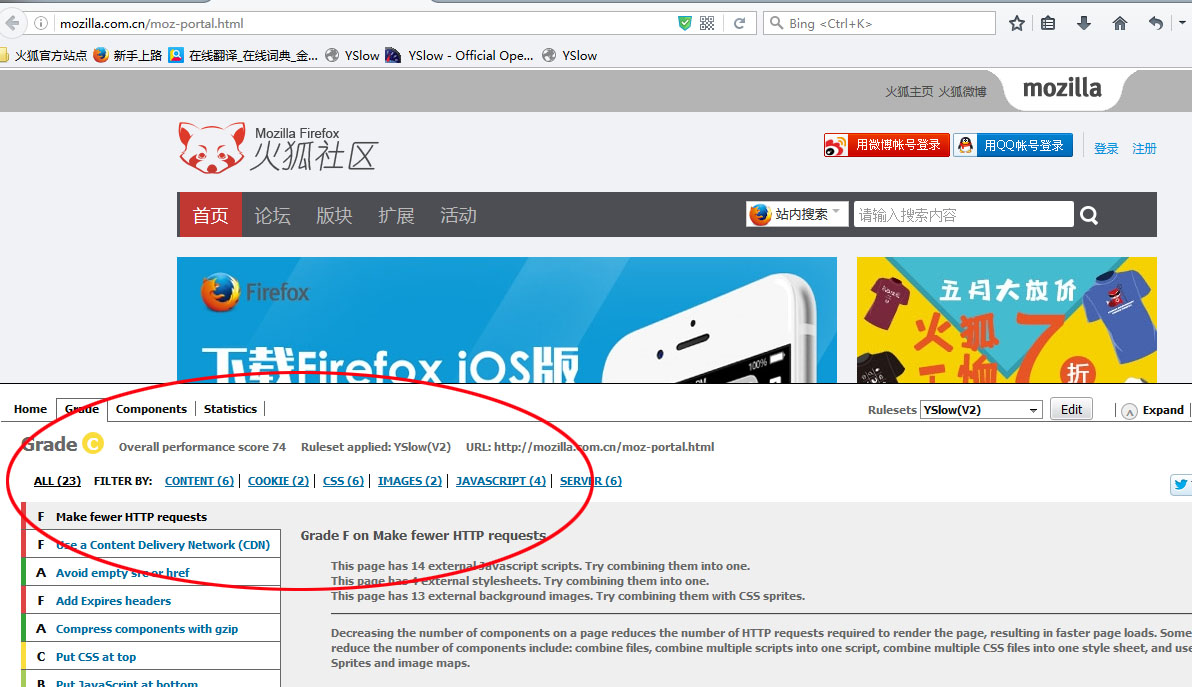 mozilla.com.cn/moz-portal.html
Bing <Ctrl+K>
火狐官方站点 新手上路 在线翻译_在线词典_金... YSlow YSlow - Official Ope... YSlow
火狐主页 火狐微博 mozilla
Mozilla Firefox
火狐社区
用微博帐号登录 用QQ帐号登录 登录 注册
首页 论坛 版块 扩展 活动 站内搜索 请输入搜索内容
Firefox
下载Firefox iOS版
100%
五月大放价
火狐
T恤 7折
Home Grade Components Statistics Rulesets YSlow(V2) Edit Expand
Grade C Overall performance score 74 Ruleset applied: YSlow(V2) URL: http://mozilla.com.cn/moz-portal.html
ALL (23) FILTER BY: CONTENT (6) COOKIE (2) CSS (6) IMAGES (2) JAVASCRIPT (4) SERVER (6)
F Make fewer HTTP requests
F Use a Content Delivery Network (CDN)
A Avoid empty src or href
F Add Expires headers
A Compress components with gzip
C Put CSS at top
B Put JavaScript at bottom
Grade F on Make fewer HTTP requests
This page has 14 external Javascript scripts. Try combining them into one.
This page has 4 external stylesheets. Try combining them into one.
This page has 13 external background images. Try combining them with CSS sprites.
Decreasing the number of components on a page reduces the number of HTTP requests required to render the page, resulting in faster page loads. Some
reduce the number of components include: combine files, combine multiple scripts into one script, combine multiple CSS files into one style sheet, and use
Sprites and image maps.